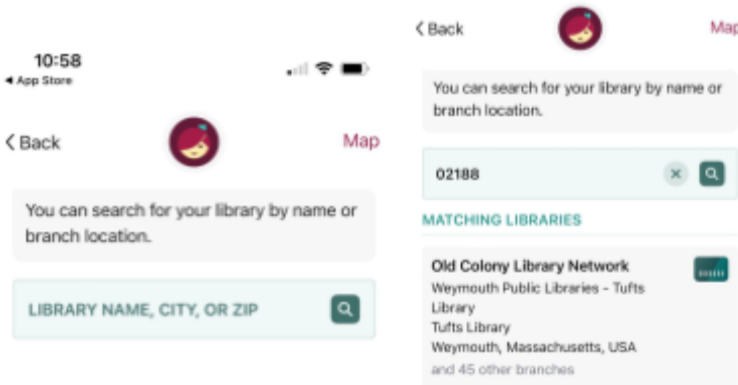 10:58
◀ App Store
< Back
Map
You can search for your library by name or
branch location.
LIBRARY NAME, CITY, OR ZIP
< Back
Map
You can search for your library by name or
branch location.
02188
MATCHING LIBRARIES
Old Colony Library Network
Weymouth Public Libraries - Tufts
Library
Tufts Library
Weymouth, Massachusetts, USA
and 45 other branches